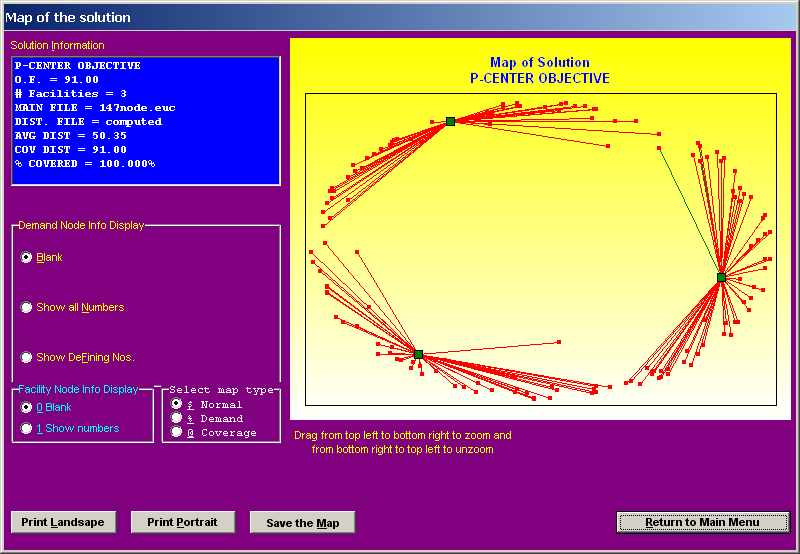 Map of the solution
Solution Information
P-CENTER OBJECTIVE
O.F. = 91.00
# Facilities = 3
MAIN FILE = 147node.euc
DIST. FILE = computed
AVG DIST = 50.35
COV DIST = 91.00
% COVERED = 100.000%
Demand Node Info Display
Blank
Show all Numbers
Show DeFining Nos.
Facility Node Info Display
0 Blank
1 Show numbers
Select map type
$ Normal
% Demand
@ Coverage
Map of Solution
P-CENTER OBJECTIVE
Drag from top left to bottom right to zoom and
from bottom right to top left to unzoom
Print Landsape
Print Portrait
Save the Map
Return to Main Menu